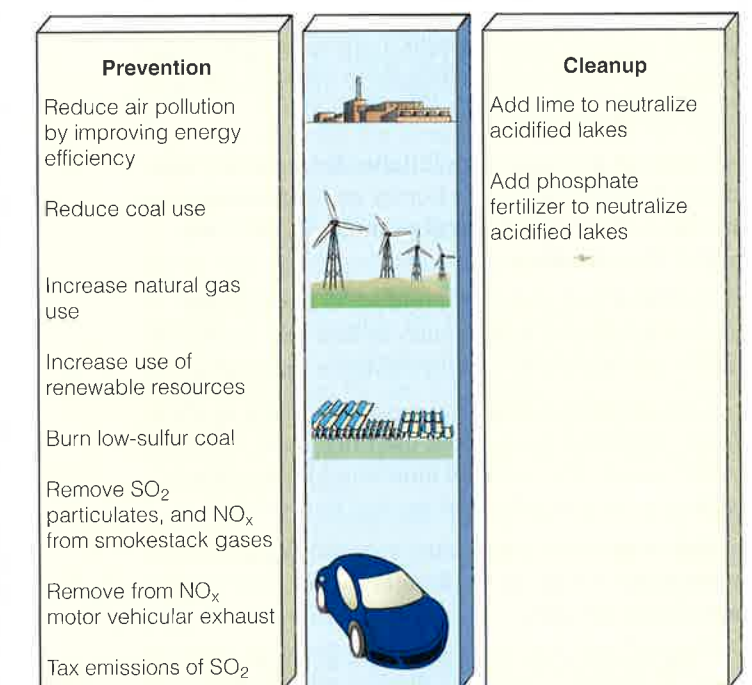 Prevention
Reduce air pollution
by improving energy
efficiency
Reduce coal use
Increase natural gas
use
Increase use of
renewable resources
Burn low-sulfur coal
Remove SO₂
particulates, and NOₓ
from smokestack gases
Remove from NOₓ
motor vehicular exhaust
Tax emissions of SO₂
Cleanup
Add lime to neutralize
acidified lakes
Add phosphate
fertilizer to neutralize
acidified lakes